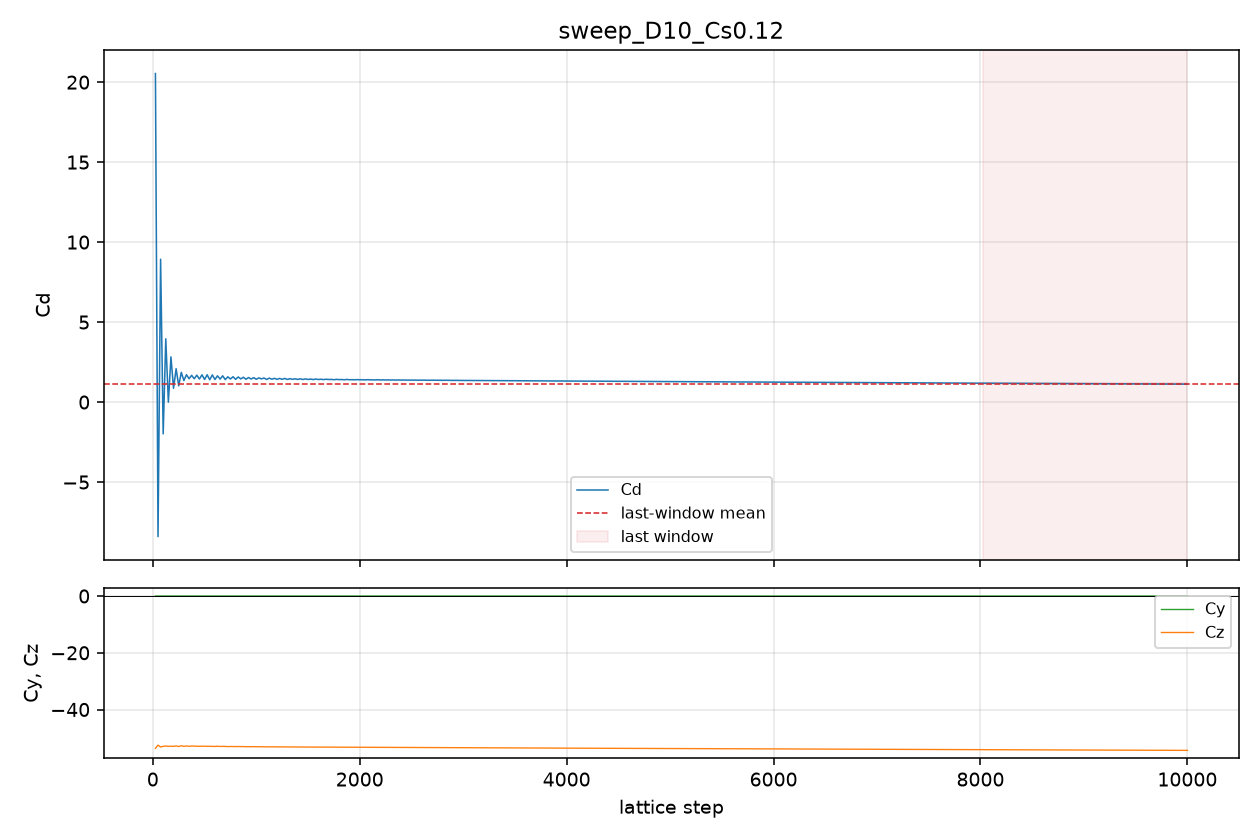 sweep_D10_Cs0.12
20
15
10
5
0
−5
Cd
Cd
last-window mean
last window
0
−20
−40
Cy, Cz
Cy
Cz
0 2000 4000 6000 8000 10000
lattice step